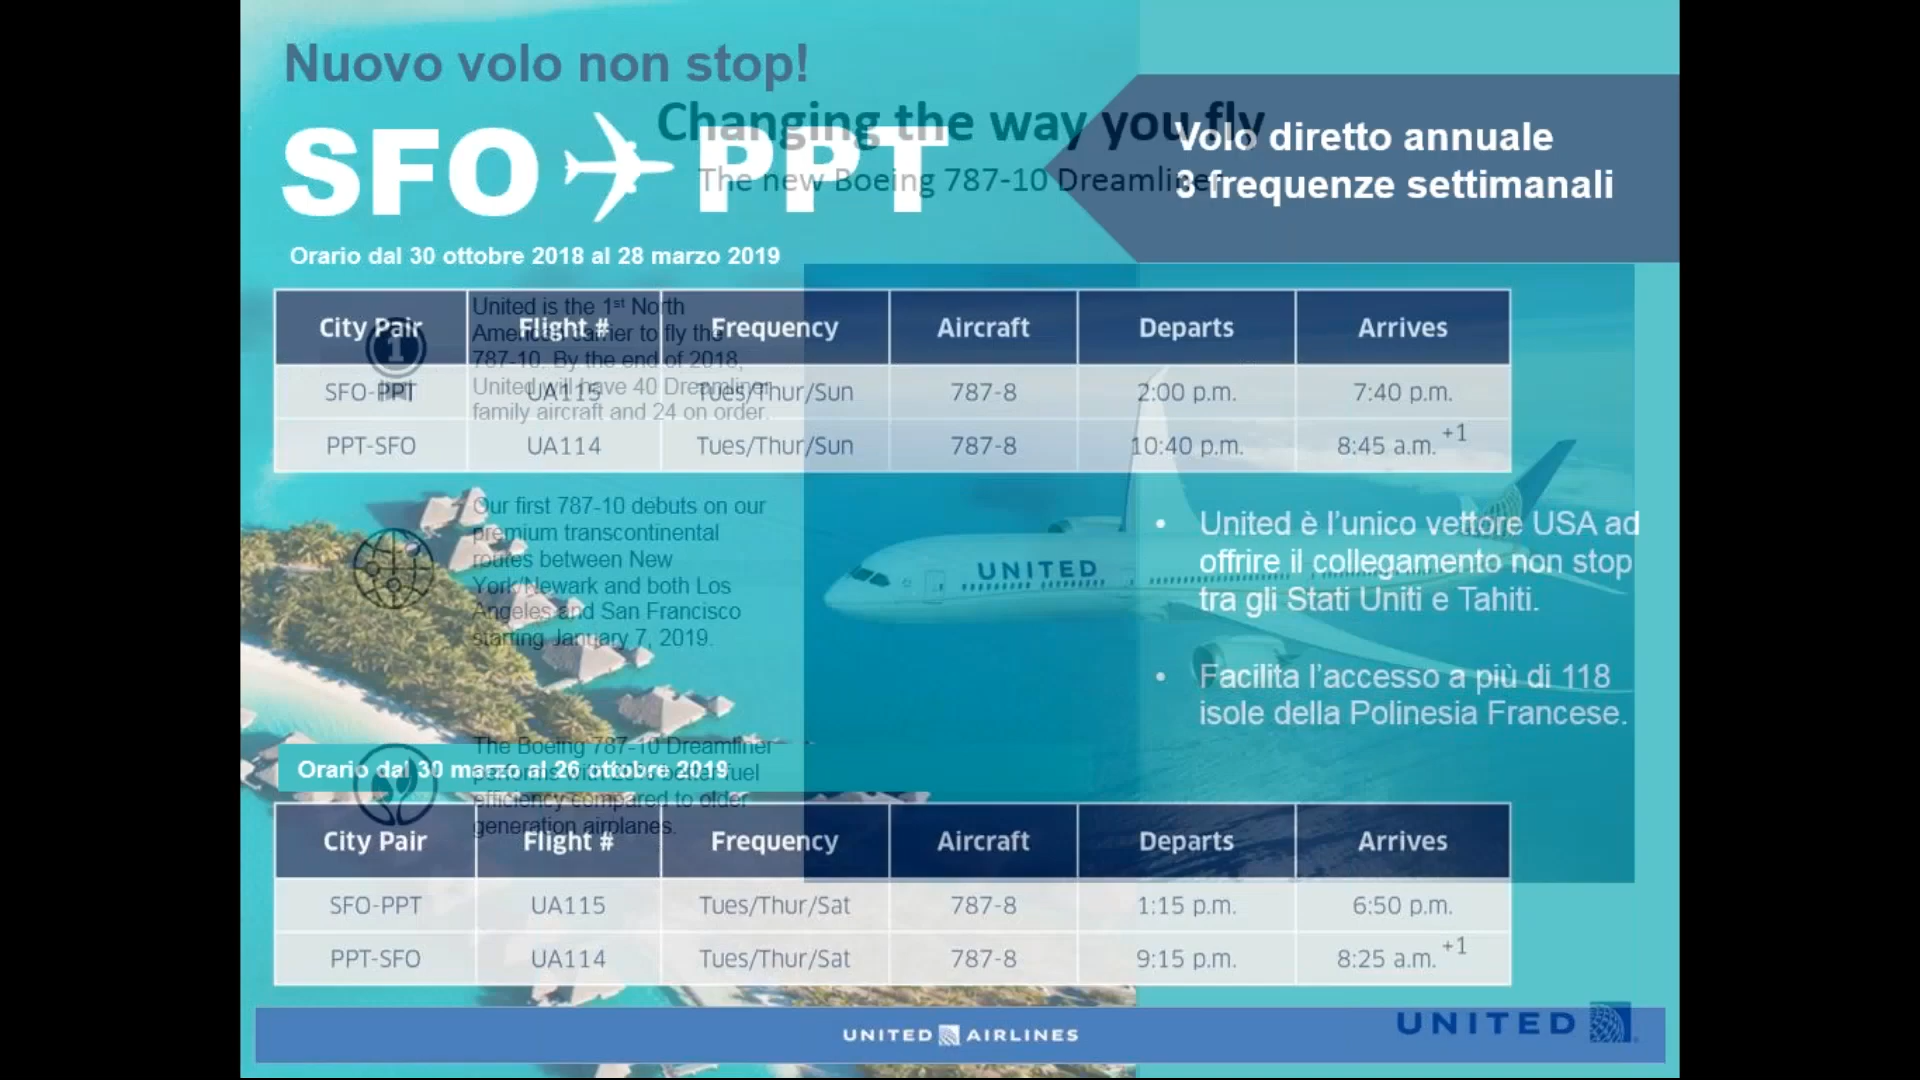 Nuovo volo non stop!
Changing the way you fly
SFO PPT
The new Boeing 787-10 Dreamliner
Volo diretto annuale
3 frequenze settimanali
Orario dal 30 ottobre 2018 al 28 marzo 2019
City Pair Flight # Frequency Aircraft Departs Arrives
SFO-PPT UA115 Tues/Thur/Sun 787-8 2:00 p.m. 7:40 p.m.
PPT-SFO UA114 Tues/Thur/Sun 787-8 10:40 p.m. 8:45 a.m. +1
1
United is the 1st North
American carrier to fly the
787-10. By the end of 2018,
United will have 40 Dreamliner
family aircraft and 24 on order.
Our first 787-10 debuts on our
premium transcontinental
routes between New
York/Newark and both Los
Angeles and San Francisco
starting January 7, 2019.
UNITED
• United è l'unico vettore USA ad
offrire il collegamento non stop
tra gli Stati Uniti e Tahiti.
• Facilita l'accesso a più di 118
isole della Polinesia Francese.
The Boeing 787-10 Dreamliner
performs with better fuel
efficiency compared to older
generation airplanes.
Orario dal 30 marzo al 26 ottobre 2019
City Pair Flight # Frequency Aircraft Departs Arrives
SFO-PPT UA115 Tues/Thur/Sat 787-8 1:15 p.m. 6:50 p.m.
PPT-SFO UA114 Tues/Thur/Sat 787-8 9:15 p.m. 8:25 a.m. +1
UNITED AIRLINES
UNITED